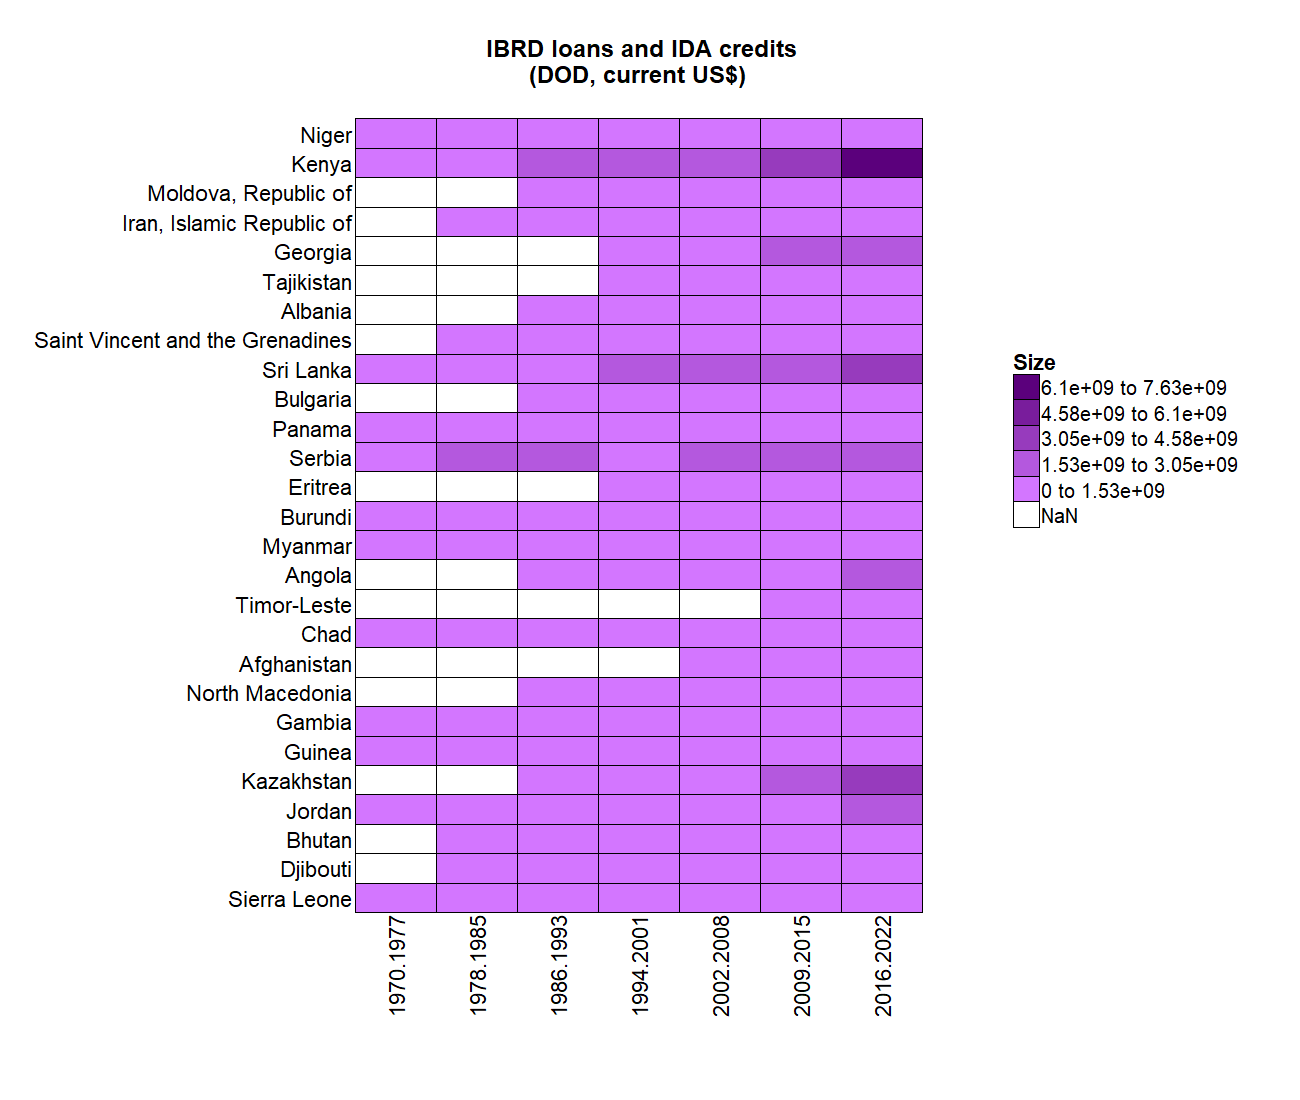 IBRD loans and IDA credits
(DOD, current US$)
Niger
Kenya
Moldova, Republic of
Iran, Islamic Republic of
Georgia
Tajikistan
Albania
Saint Vincent and the Grenadines
Sri Lanka
Bulgaria
Panama
Serbia
Eritrea
Burundi
Myanmar
Angola
Timor-Leste
Chad
Afghanistan
North Macedonia
Gambia
Guinea
Kazakhstan
Jordan
Bhutan
Djibouti
Sierra Leone
1970.1977
1978.1985
1986.1993
1994.2001
2002.2008
2009.2015
2016.2022
Size
6.1e+09 to 7.63e+09
4.58e+09 to 6.1e+09
3.05e+09 to 4.58e+09
1.53e+09 to 3.05e+09
0 to 1.53e+09
NaN